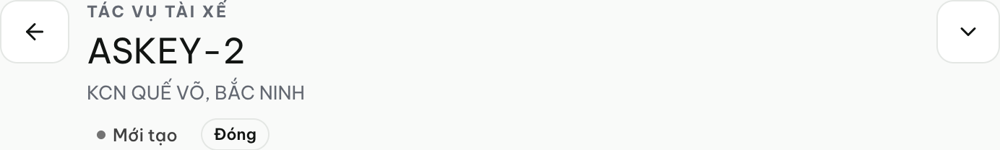 TÁC VỤ TÀI XẾ
ASKEY-2
KCN QUẾ VÕ, BẮC NINH
Mới tạo Đóng